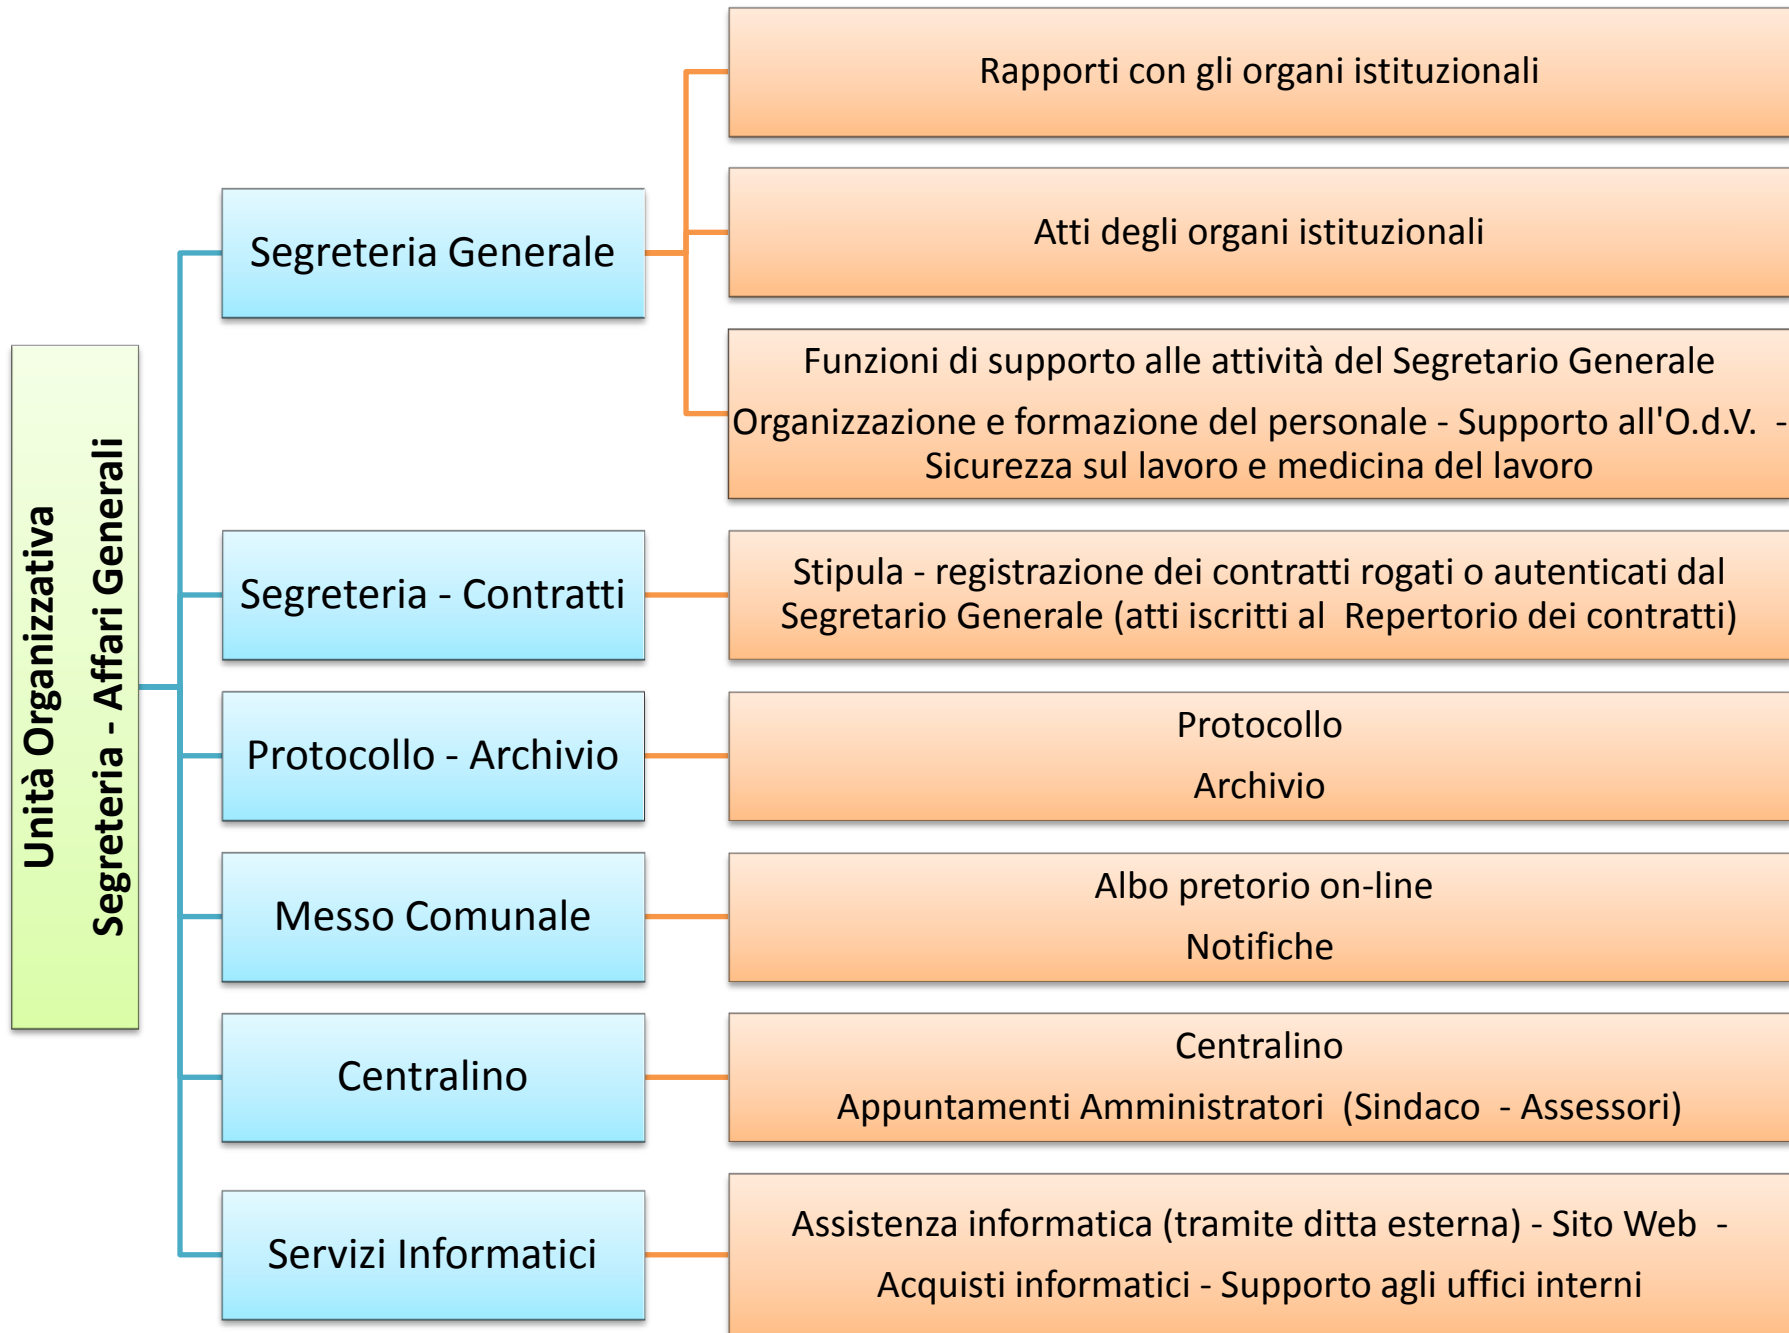 Unità Organizzativa
Segreteria - Affari Generali
Segreteria Generale
Rapporti con gli organi istituzionali
Atti degli organi istituzionali
Funzioni di supporto alle attività del Segretario Generale
Organizzazione e formazione del personale - Supporto all'O.d.V. -
Sicurezza sul lavoro e medicina del lavoro
Segreteria - Contratti
Stipula - registrazione dei contratti rogati o autenticati dal
Segretario Generale (atti iscritti al Repertorio dei contratti)
Protocollo - Archivio
Protocollo
Archivio
Messo Comunale
Albo pretorio on-line
Notifiche
Centralino
Centralino
Appuntamenti Amministratori (Sindaco - Assessori)
Servizi Informatici
Assistenza informatica (tramite ditta esterna) - Sito Web -
Acquisti informatici - Supporto agli uffici interni